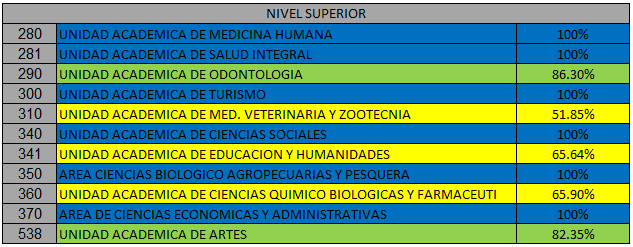 NIVEL SUPERIOR
280 UNIDAD ACADEMICA DE MEDICINA HUMANA 100%
281 UNIDAD ACADEMICA DE SALUD INTEGRAL 100%
290 UNIDAD ACADEMICA DE ODONTOLOGIA 86.30%
300 UNIDAD ACADEMICA DE TURISMO 100%
310 UNIDAD ACADEMICA DE MED. VETERINARIA Y ZOOTECNIA 51.85%
340 UNIDAD ACADEMICA DE CIENCIAS SOCIALES 100%
341 UNIDAD ACADEMICA DE EDUCACION Y HUMANIDADES 65.64%
350 AREA CIENCIAS BIOLOGICO AGROPECUARIAS Y PESQUERA 100%
360 UNIDAD ACADEMICA DE CIENCIAS QUIMICO BIOLOGICAS Y FARMACEUTI 65.90%
370 AREA DE CIENCIAS ECONOMICAS Y ADMINISTRATIVAS 100%
538 UNIDAD ACADEMICA DE ARTES 82.35%